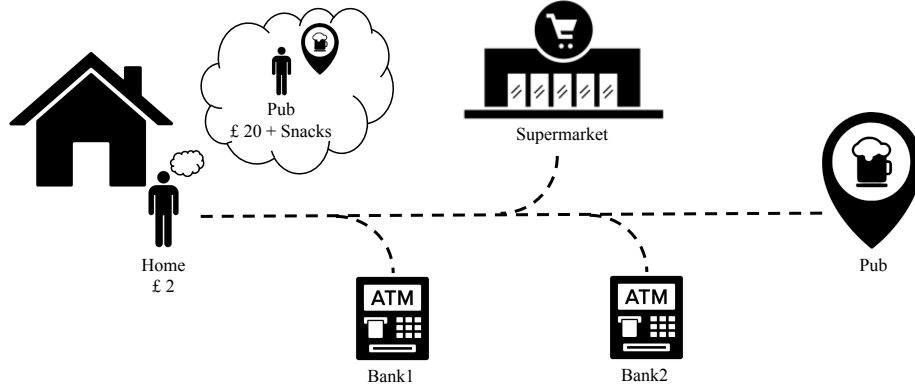 Pub
£ 20 + Snacks
Supermarket
Home
£ 2
Pub
ATM
ATM
Bank1
Bank2